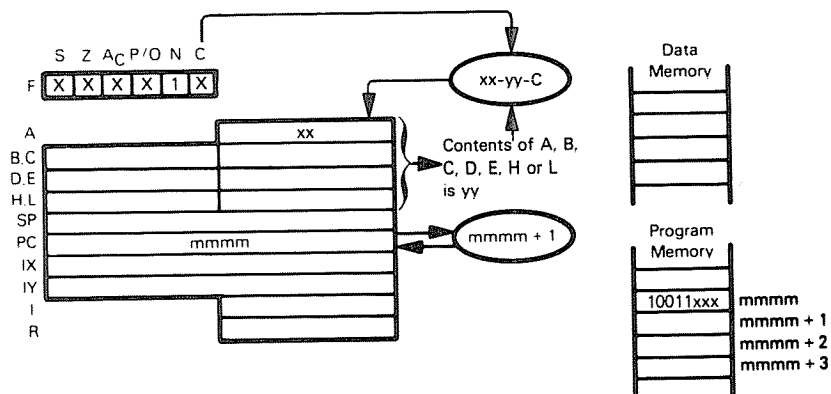 S Z AC P/O N C
F X X X X 1 X
xx-yy-C
Data
Memory
A xx
B.C
D.E
H.L
SP
PC mmmm
IX
IY
I
R
Contents of A, B,
C, D, E, H or L
is yy
mmmm + 1
Program
Memory
10011xxx mmmm
mmmm + 1
mmmm + 2
mmmm + 3